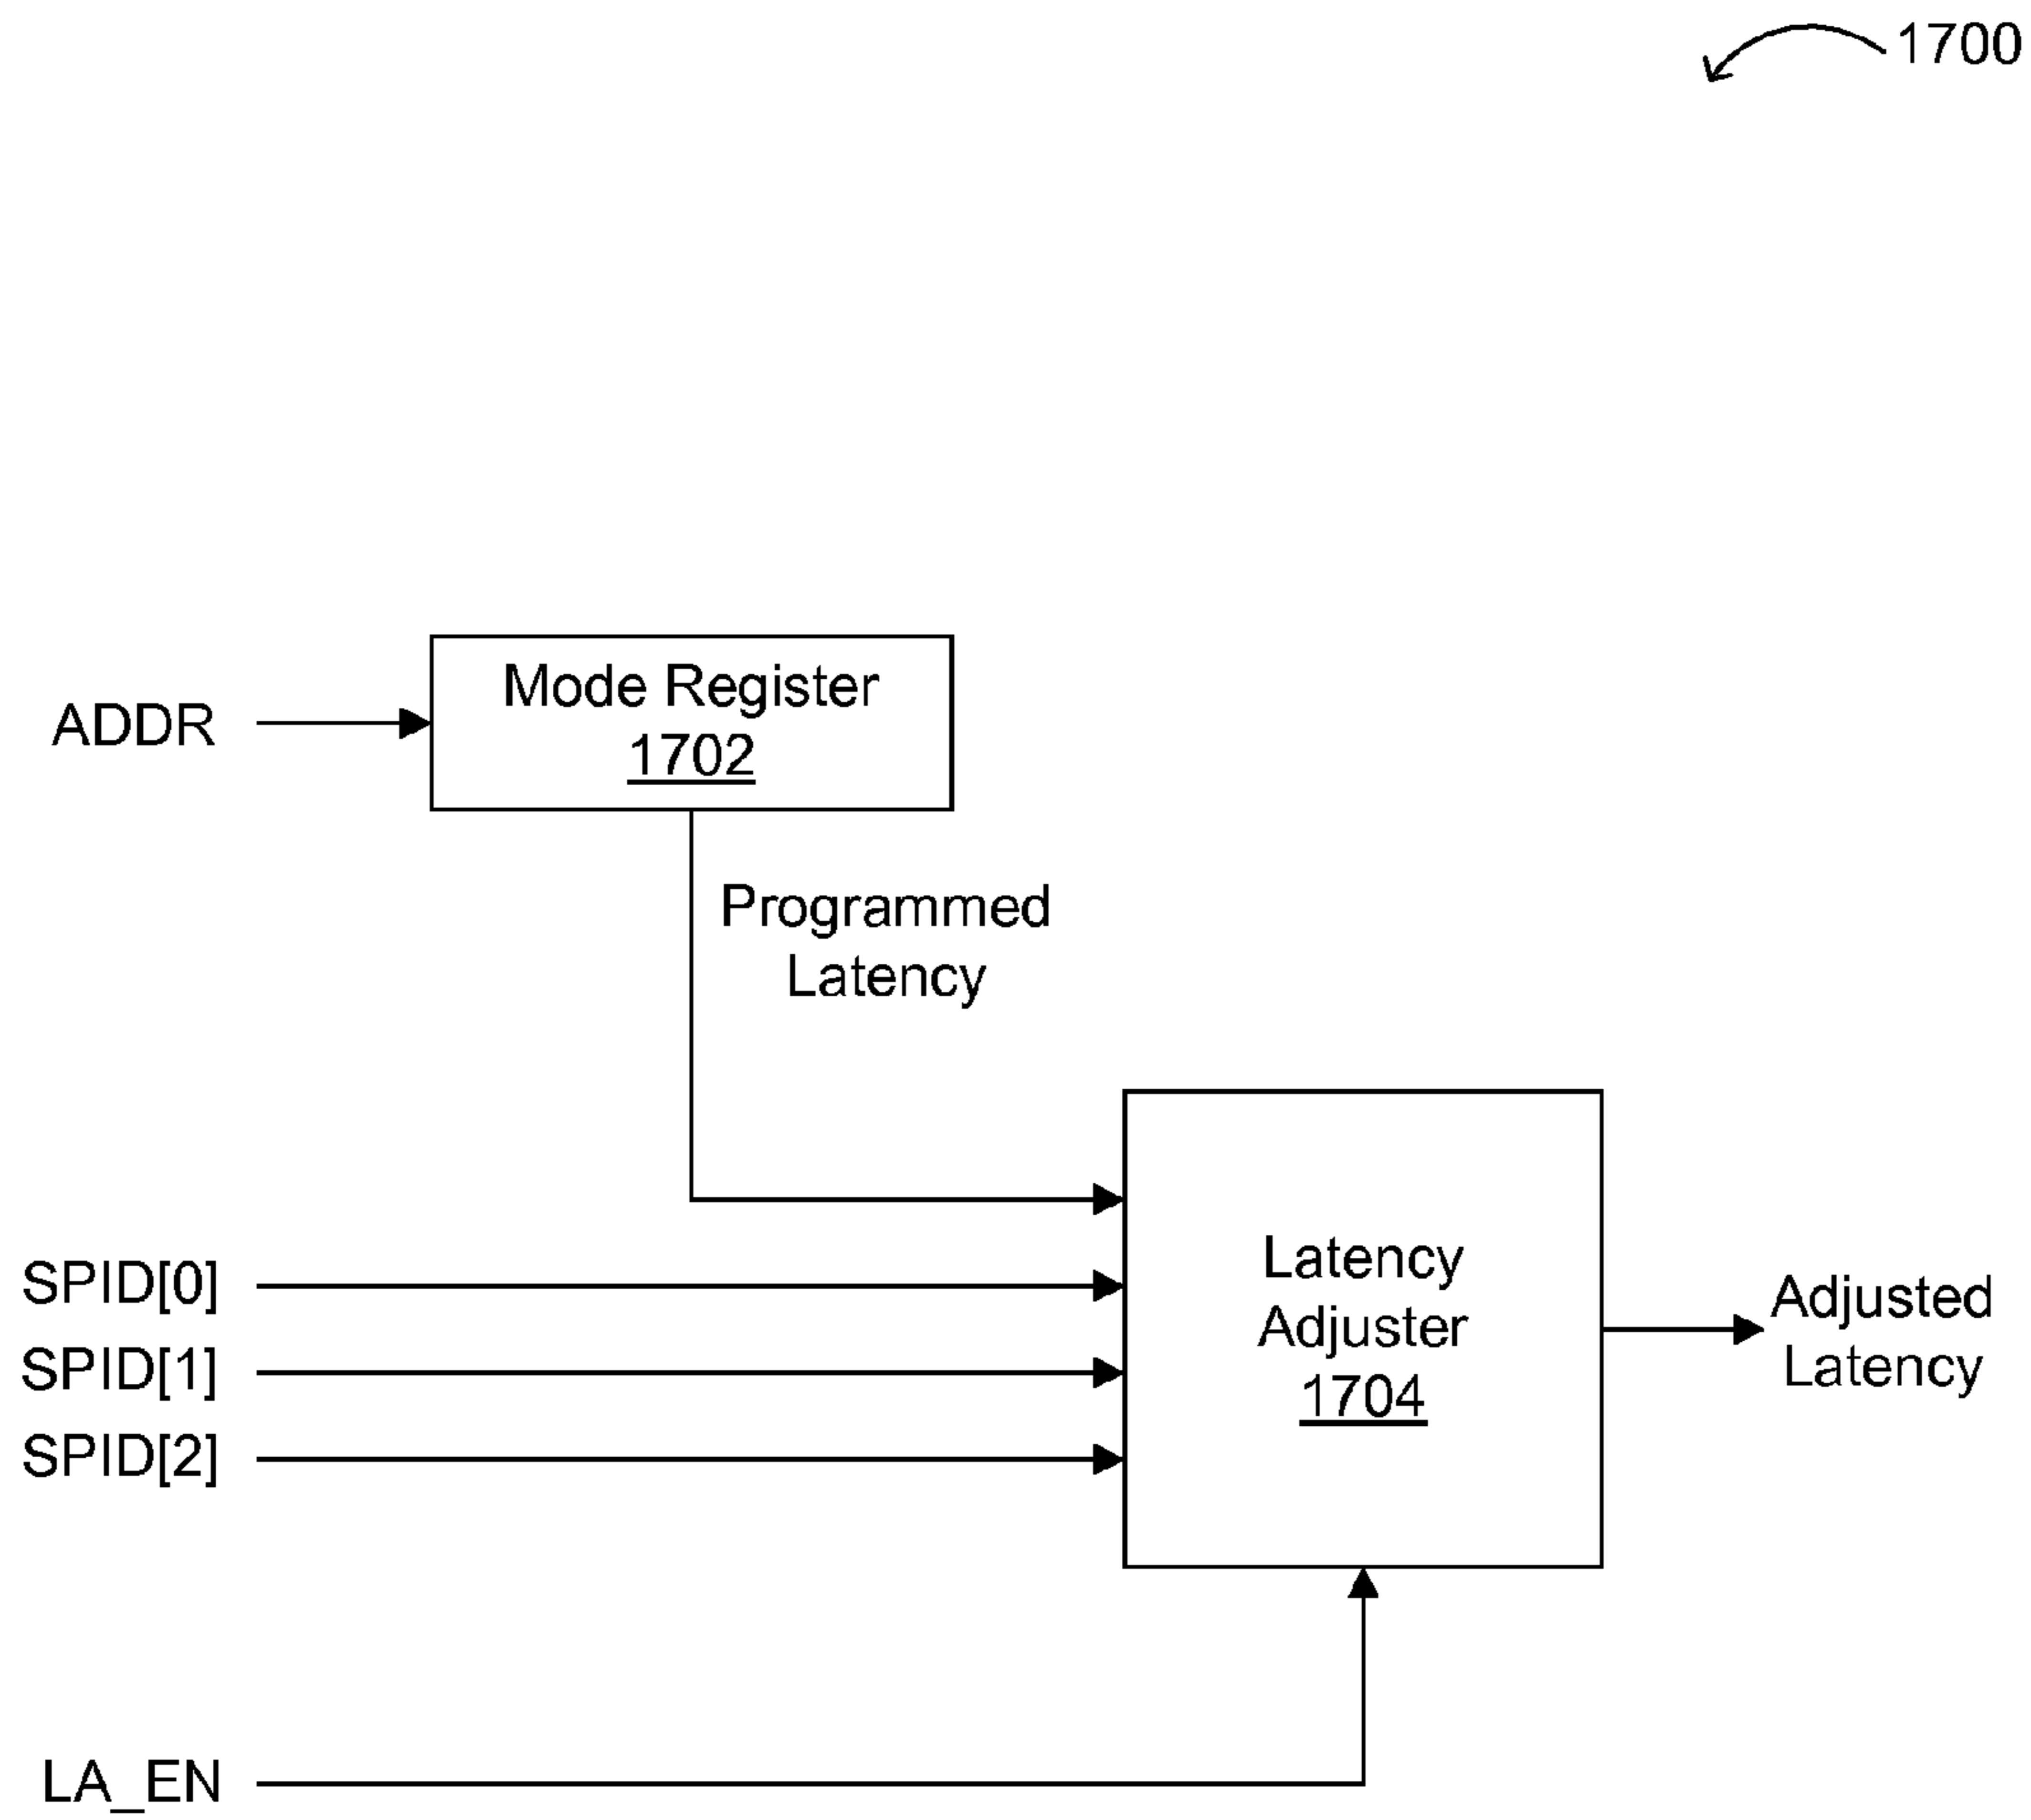 1700
Mode Register
1702
ADDR
Programmed
Latency
Latency
Adjuster
1704
SPID[0]
SPID[1]
SPID[2]
Adjusted
Latency
LA_EN